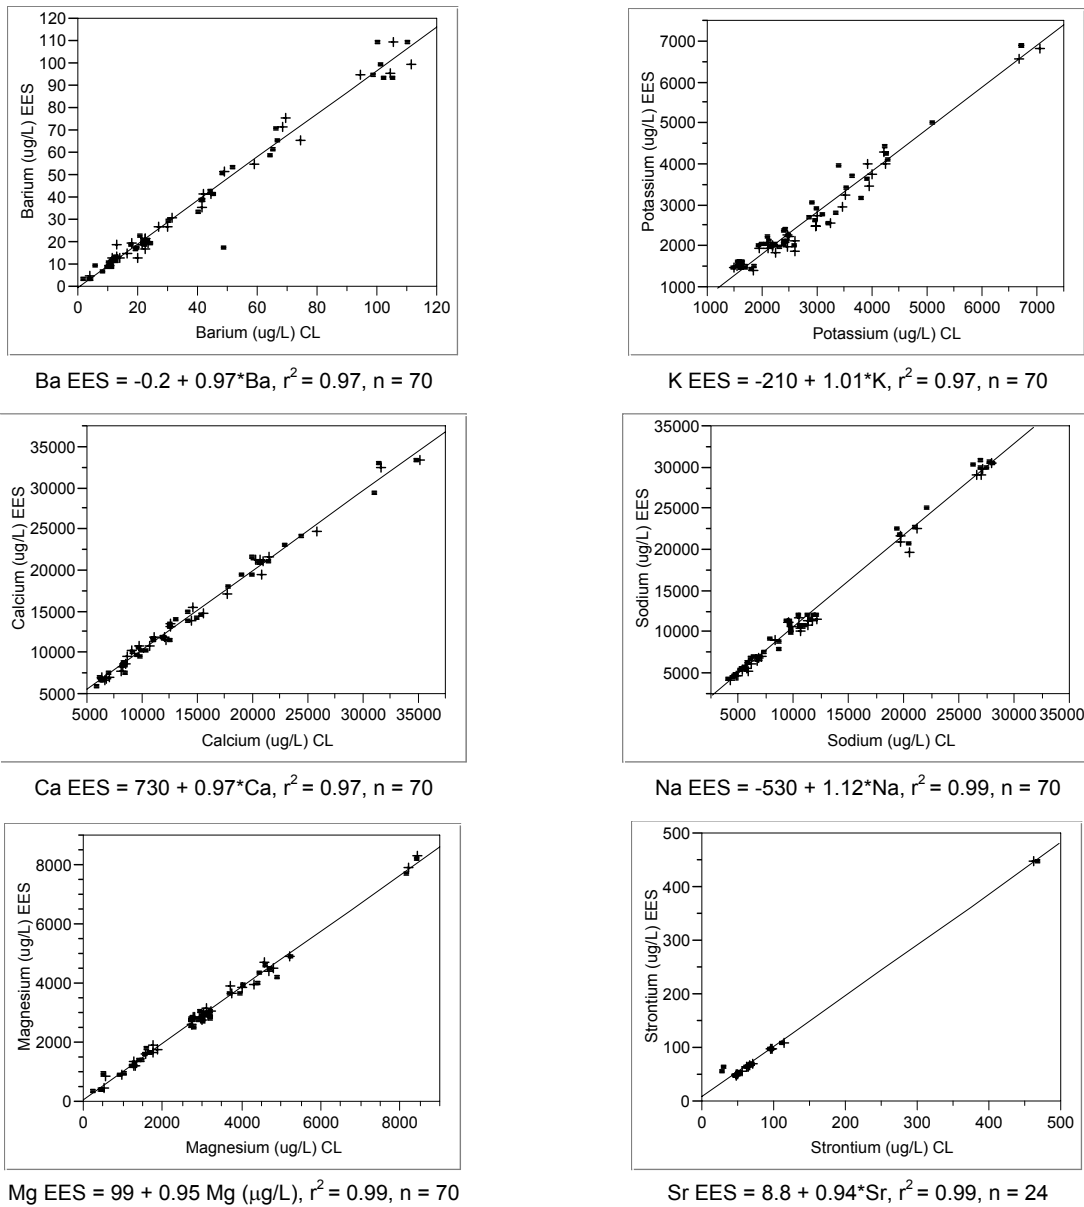 120
110
100
90
80
70
60
50
40
30
20
10
0
Barium (ug/L) EES
0 20 40 60 80 100 120
Barium (ug/L) CL
Ba EES = -0.2 + 0.97*Ba, r² = 0.97, n = 70
7000
6000
5000
4000
3000
2000
1000
Potassium (ug/L) EES
1000 2000 3000 4000 5000 6000 7000
Potassium (ug/L) CL
K EES = -210 + 1.01*K, r² = 0.97, n = 70
35000
30000
25000
20000
15000
10000
5000
Calcium (ug/L) EES
5000 10000 15000 20000 25000 30000 35000
Calcium (ug/L) CL
Ca EES = 730 + 0.97*Ca, r² = 0.97, n = 70
35000
30000
25000
20000
15000
10000
5000
Sodium (ug/L) EES
5000 10000 15000 20000 25000 30000 35000
Sodium (ug/L) CL
Na EES = -530 + 1.12*Na, r² = 0.99, n = 70
8000
6000
4000
2000
0
Magnesium (ug/L) EES
0 2000 4000 6000 8000
Magnesium (ug/L) CL
Mg EES = 99 + 0.95 Mg (μg/L), r² = 0.99, n = 70
500
400
300
200
100
0
Strontium (ug/L) EES
0 100 200 300 400 500
Strontium (ug/L) CL
Sr EES = 8.8 + 0.94*Sr, r² = 0.99, n = 24